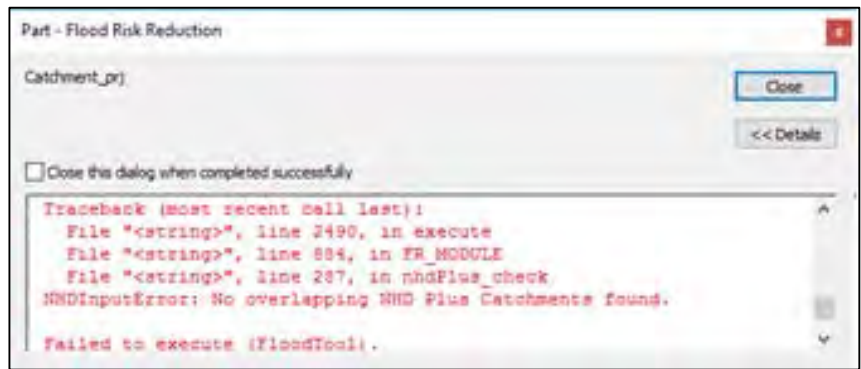 Part - Flood Risk Reduction
Catchment_prj
Close
<< Details
Close this dialog when completed successfully
Traceback (most recent call last):
File "<string>", line 2490, in execute
File "<string>", line 884, in FR_MODULE
File "<string>", line 287, in nhdPlus_check
NHDInputError: No overlapping NHD Plus Catchments found.
Failed to execute (FloodTool).